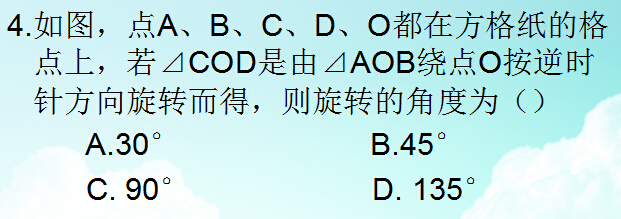 4.如图，点A、B、C、D、O都在方格纸的格
点上，若⊿COD是由⊿AOB绕点O按逆时
针方向旋转而得，则旋转的角度为（）
A.30° B.45°
C. 90° D. 135°